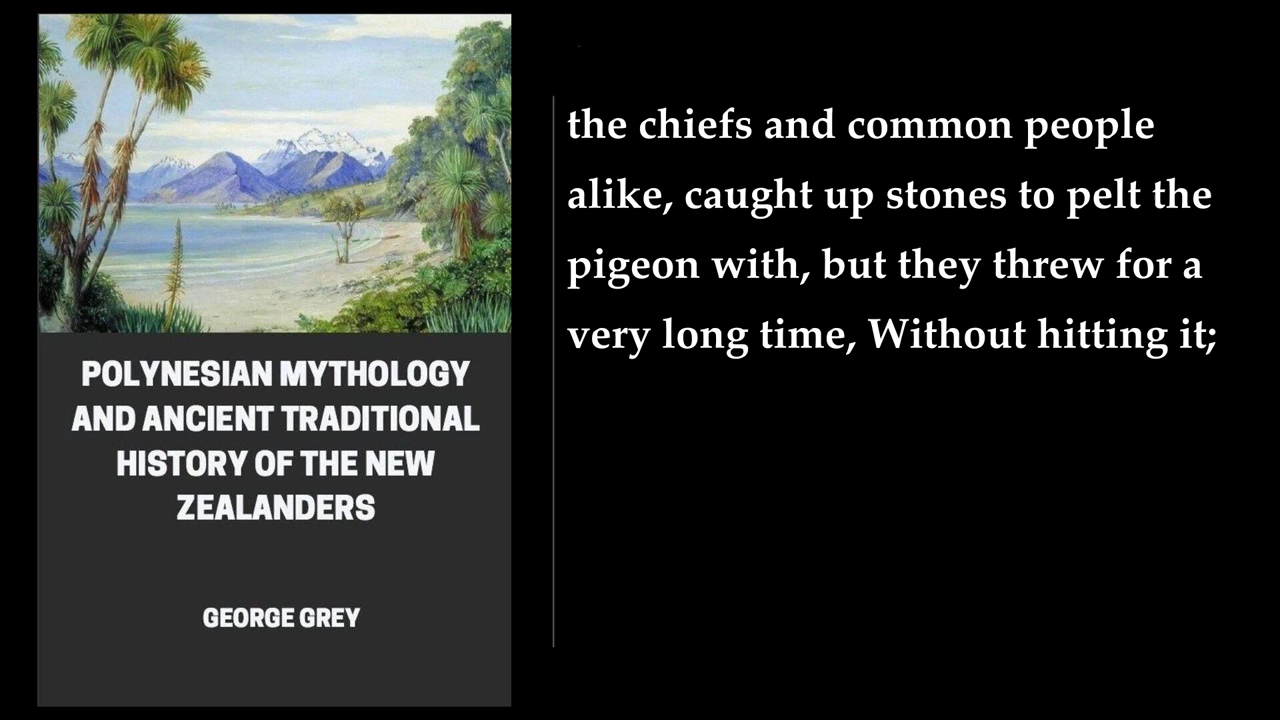 POLYNESIAN MYTHOLOGY
AND ANCIENT TRADITIONAL
HISTORY OF THE NEW
ZEALANDERS
GEORGE GREY
the chiefs and common people
alike, caught up stones to pelt the
pigeon with, but they threw for a
very long time, Without hitting it;